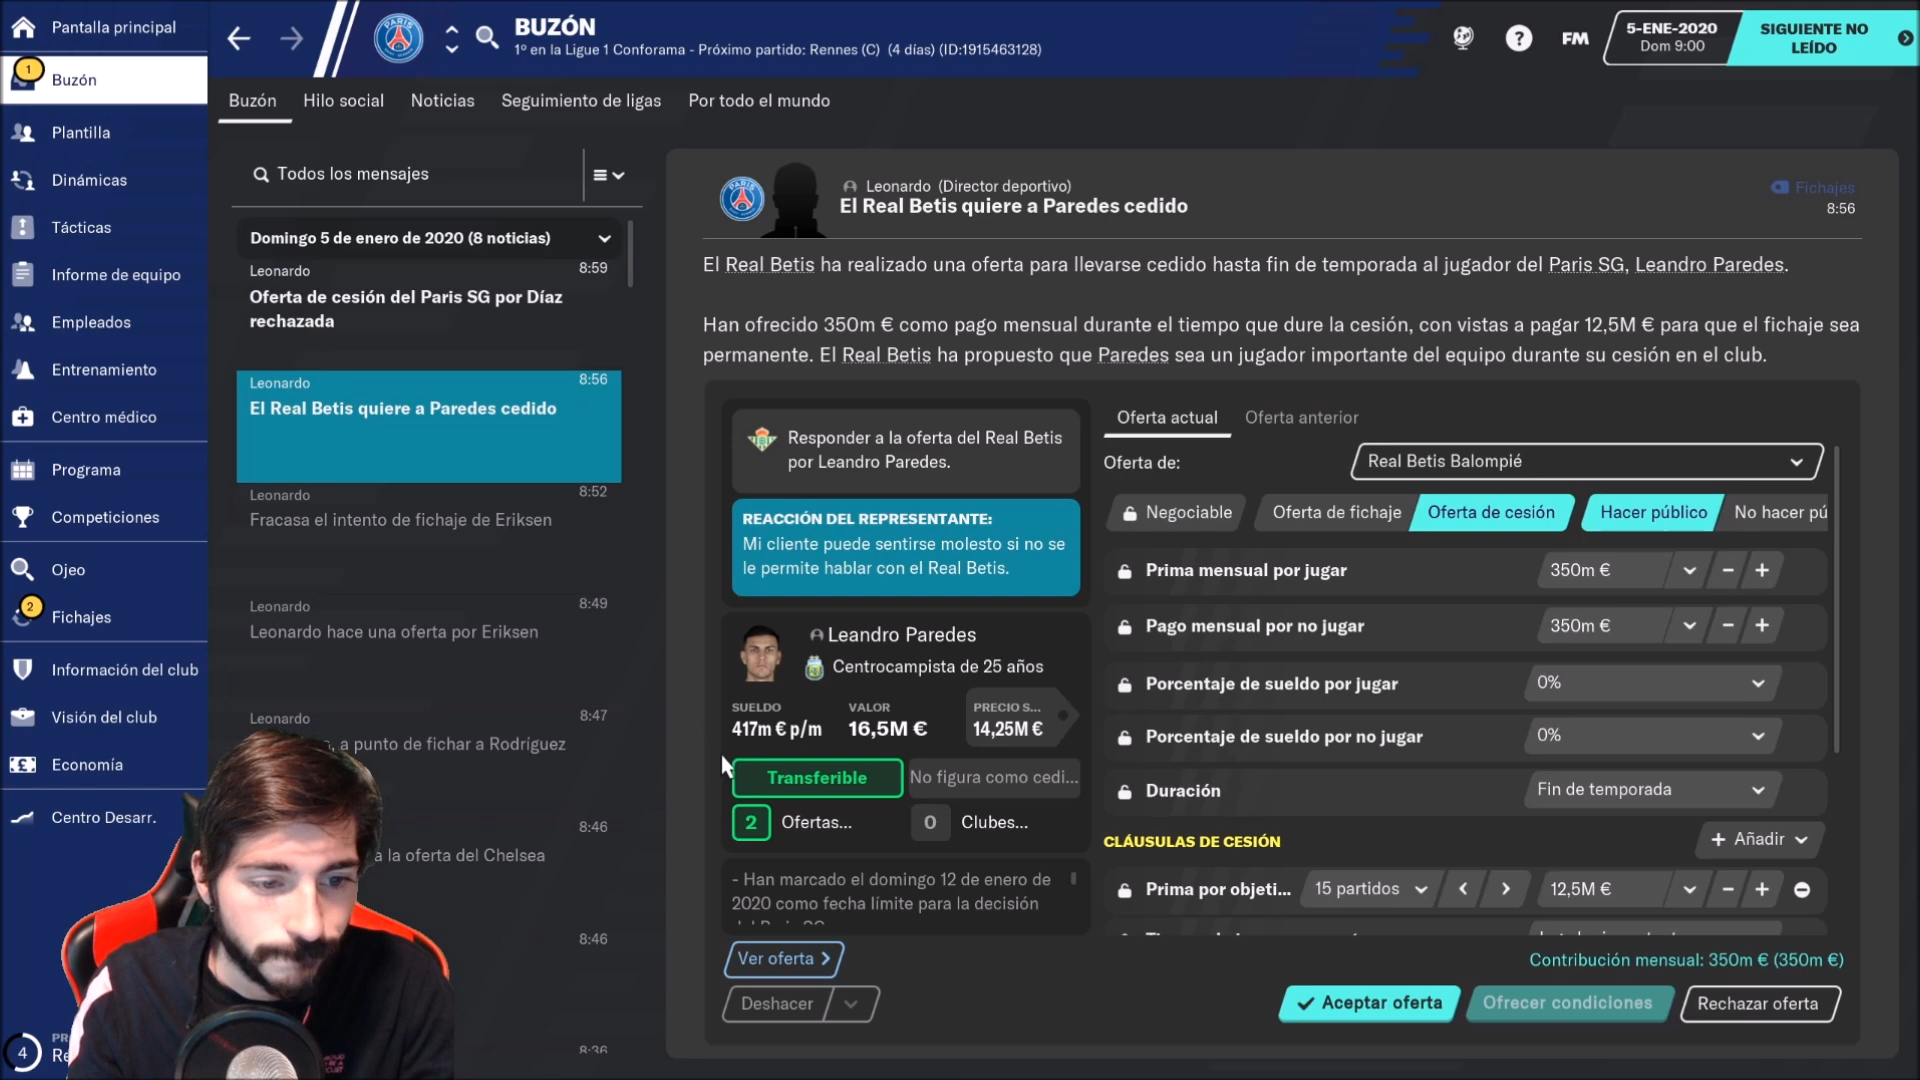 Pantalla principal
1
Buzón
Plantilla
Dinámicas
Tácticas
Informe de equipo
Empleados
Entrenamiento
Centro médico
Programa
Competiciones
Ojeo
2
Fichajes
Información del club
Visión del club
Economía
Centro Desarr.
4
BUZÓN
1º en la Ligue 1 Conforama - Próximo partido: Rennes (C) (4 días) (ID:1915463128)
FM
5-ENE-2020
Dom 9:00
SIGUIENTE NO
LEÍDO
Buzón Hilo social Noticias Seguimiento de ligas Por todo el mundo
Todos los mensajes
Domingo 5 de enero de 2020 (8 noticias)
Leonardo 8:59
Oferta de cesión del Paris SG por Díaz
rechazada
Leonardo 8:56
El Real Betis quiere a Paredes cedido
Leonardo 8:52
Fracasa el intento de fichaje de Eriksen
Leonardo 8:49
Leonardo hace una oferta por Eriksen
Leonardo 8:47
, a punto de fichar a Rodríguez
8:46
a la oferta del Chelsea
8:46
8:36
PARIS
Leonardo (Director deportivo)
El Real Betis quiere a Paredes cedido
Fichajes
8:56
El Real Betis ha realizado una oferta para llevarse cedido hasta fin de temporada al jugador del Paris SG, Leandro Paredes.
Han ofrecido 350m € como pago mensual durante el tiempo que dure la cesión, con vistas a pagar 12,5M € para que el fichaje sea
permanente. El Real Betis ha propuesto que Paredes sea un jugador importante del equipo durante su cesión en el club.
Responder a la oferta del Real Betis
por Leandro Paredes.
REACCIÓN DEL REPRESENTANTE:
Mi cliente puede sentirse molesto si no se
le permite hablar con el Real Betis.
Leandro Paredes
Centrocampista de 25 años
SUELDO VALOR PRECIO S...
417m € p/m 16,5M € 14,25M €
Transferible No figura como cedi...
2 Ofertas... 0 Clubes...
- Han marcado el domingo 12 de enero de
2020 como fecha límite para la decisión
Ver oferta
Deshacer
Oferta actual Oferta anterior
Oferta de: Real Betis Balompié
Negociable Oferta de fichaje Oferta de cesión Hacer público No hacer pú
Prima mensual por jugar 350m € - +
Pago mensual por no jugar 350m € - +
Porcentaje de sueldo por jugar 0%
Porcentaje de sueldo por no jugar 0%
Duración Fin de temporada
CLÁUSULAS DE CESIÓN + Añadir
Prima por objeti... 15 partidos 12,5M € - +
Contribución mensual: 350m € (350m €)
Aceptar oferta Ofrecer condiciones Rechazar oferta